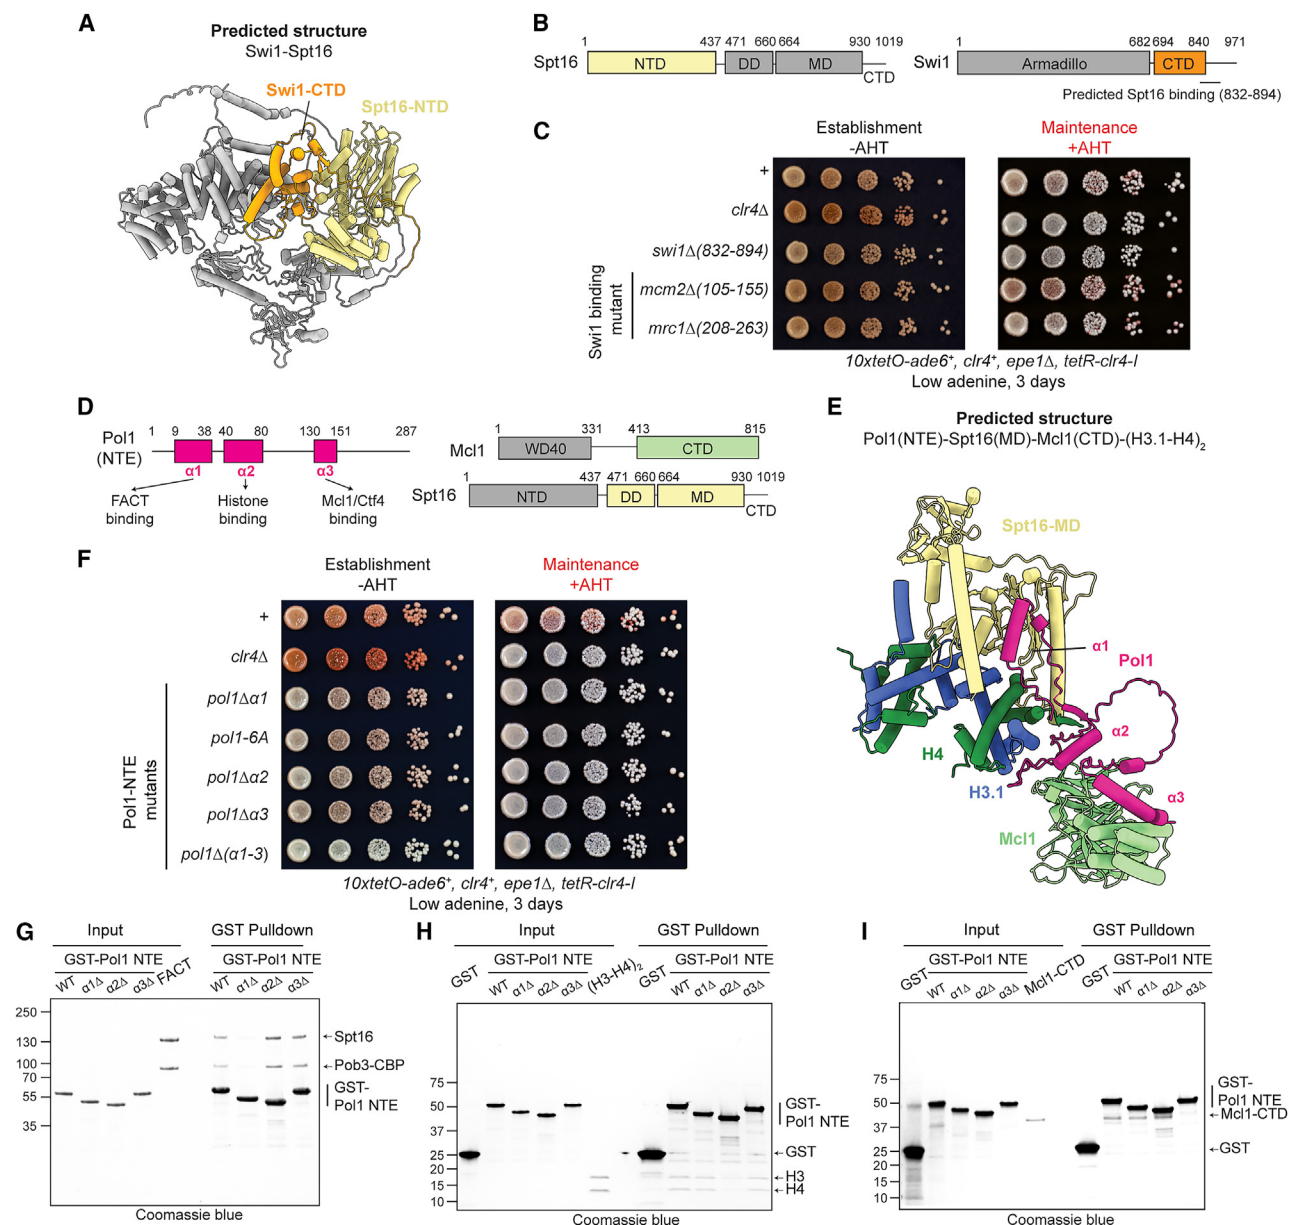 A
Predicted structure
Swi1-Spt16
Swi1-CTD
Spt16-NTD
B
1 437 471 660 664 930 1019
Spt16 NTD DD MD
CTD
1 682 694 840 971
Swi1 Armadillo CTD
Predicted Spt16 binding (832-894)
C
Establishment
-AHT
Maintenance
+AHT
+
clr4Δ
swi1Δ(832-894)
mcm2Δ(105-155)
mrc1Δ(208-263)
Swi1 binding
mutant
10xtetO-ade6⁺, clr4⁺, epe1Δ, tetR-clr4-I
Low adenine, 3 days
D
Pol1
(NTE)
1 9 38 40 80 130 151 287
α1 α2 α3
FACT
binding
Histone
binding
Mcl1/Ctf4
binding
1 331 413 815
Mcl1 WD40 CTD
1 437 471 660 664 930 1019
Spt16 NTD DD MD
CTD
E
Predicted structure
Pol1(NTE)-Spt16(MD)-Mcl1(CTD)-(H3.1-H4)₂
Spt16-MD
α1
Pol1
α2
H4
H3.1
α3
Mcl1
F
Establishment
-AHT
Maintenance
+AHT
+
clr4Δ
pol1Δα1
pol1-6A
pol1Δα2
pol1Δα3
pol1Δ(α1-3)
Pol1-NTE
mutants
10xtetO-ade6⁺, clr4⁺, epe1Δ, tetR-clr4-I
Low adenine, 3 days
G
Input
GST Pulldown
GST-Pol1 NTE
GST-Pol1 NTE
WT α1Δ α2Δ α3Δ FACT
WT α1Δ α2Δ α3Δ
250
130
100
70
55
35
Spt16
Pob3-CBP
GST-
Pol1 NTE
Coomassie blue
H
Input
GST Pulldown
GST-Pol1 NTE
GST-Pol1 NTE
GST WT α1Δ α2Δ α3Δ (H3-H4)₂
GST WT α1Δ α2Δ α3Δ
75
50
37
25
20
15
10
GST-
Pol1 NTE
GST
H3
H4
Coomassie blue
I
Input
GST Pulldown
GST-Pol1 NTE
GST-Pol1 NTE
GST WT α1Δ α2Δ α3Δ Mcl1-CTD
GST WT α1Δ α2Δ α3Δ
75
50
37
25
20
15
10
GST-
Pol1 NTE
Mcl1-CTD
GST
Coomassie blue